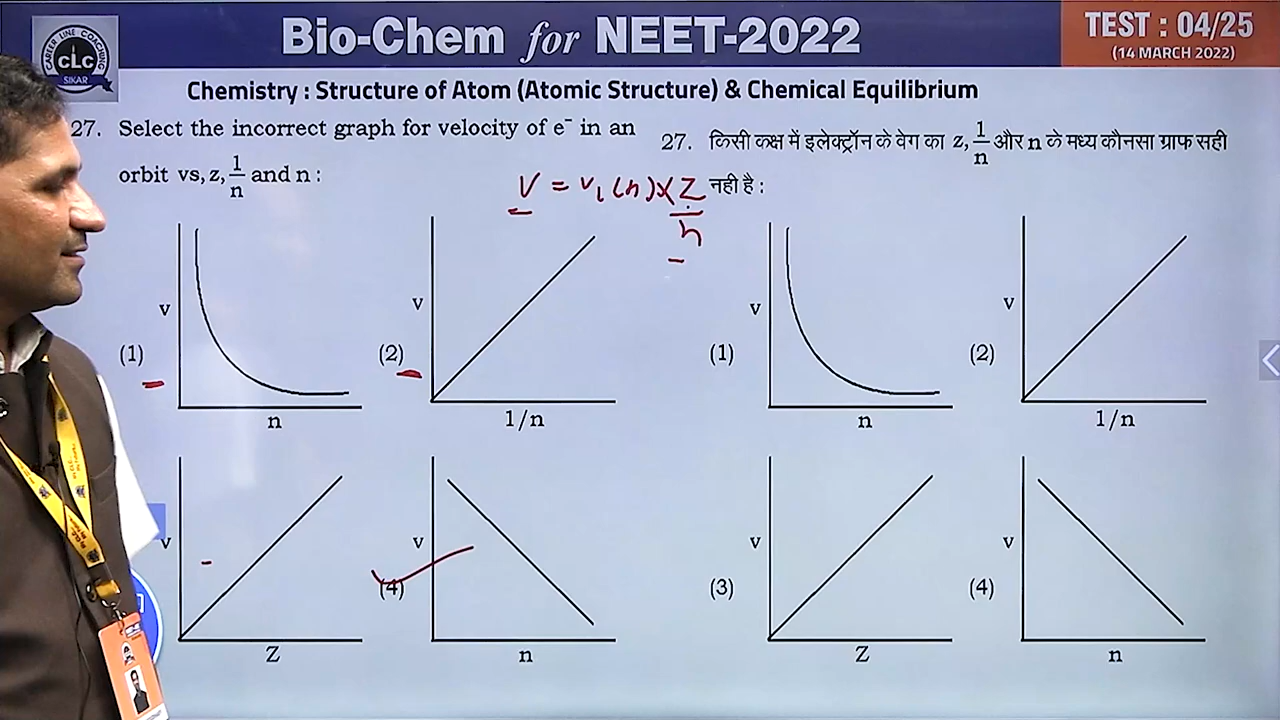 CAREER LINE COACHING
CLC
SIKAR
Bio-Chem for NEET-2022
TEST : 04/25
(14 MARCH 2022)
Chemistry : Structure of Atom (Atomic Structure) & Chemical Equilibrium
27. Select the incorrect graph for velocity of e⁻ in an
orbit vs, z, 1/n and n :
27. किसी कक्ष में इलेक्ट्रॉन के वेग का z, 1/n और n के मध्य कौनसा ग्राफ सही
नही है :
V = v₁ (n) × Z/n
(1)
v
n
(2)
v
1/n
v
Z
(4)
v
n
(1)
v
n
(2)
v
1/n
(3)
v
Z
(4)
v
n